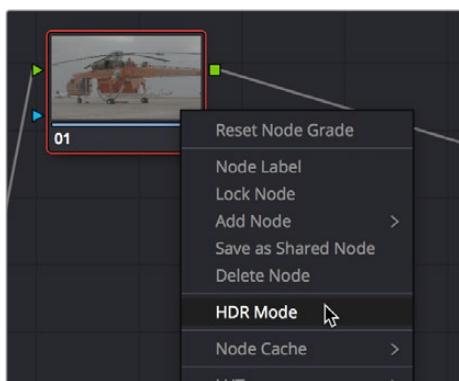 01
Reset Node Grade
Node Label
Lock Node
Add Node >
Save as Shared Node
Delete Node
HDR Mode
Node Cache >